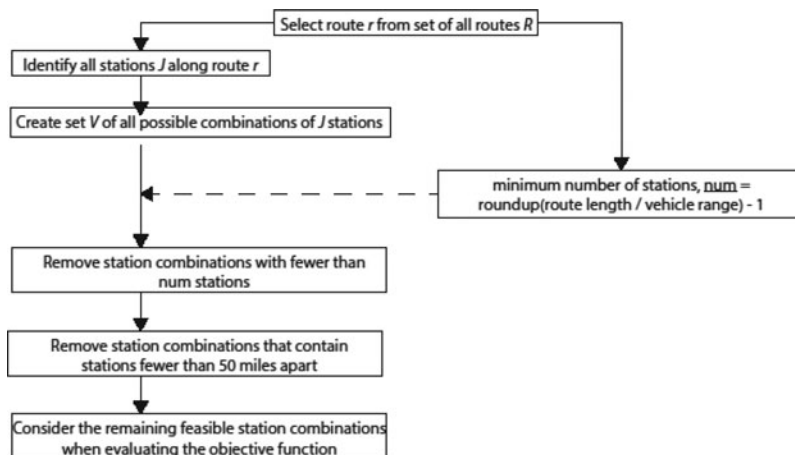 Select route r from set of all routes R
Identify all stations J along route r
Create set V of all possible combinations of J stations
minimum number of stations, num =
roundup(route length / vehicle range) - 1
Remove station combinations with fewer than
num stations
Remove station combinations that contain
stations fewer than 50 miles apart
Consider the remaining feasible station combinations
when evaluating the objective function